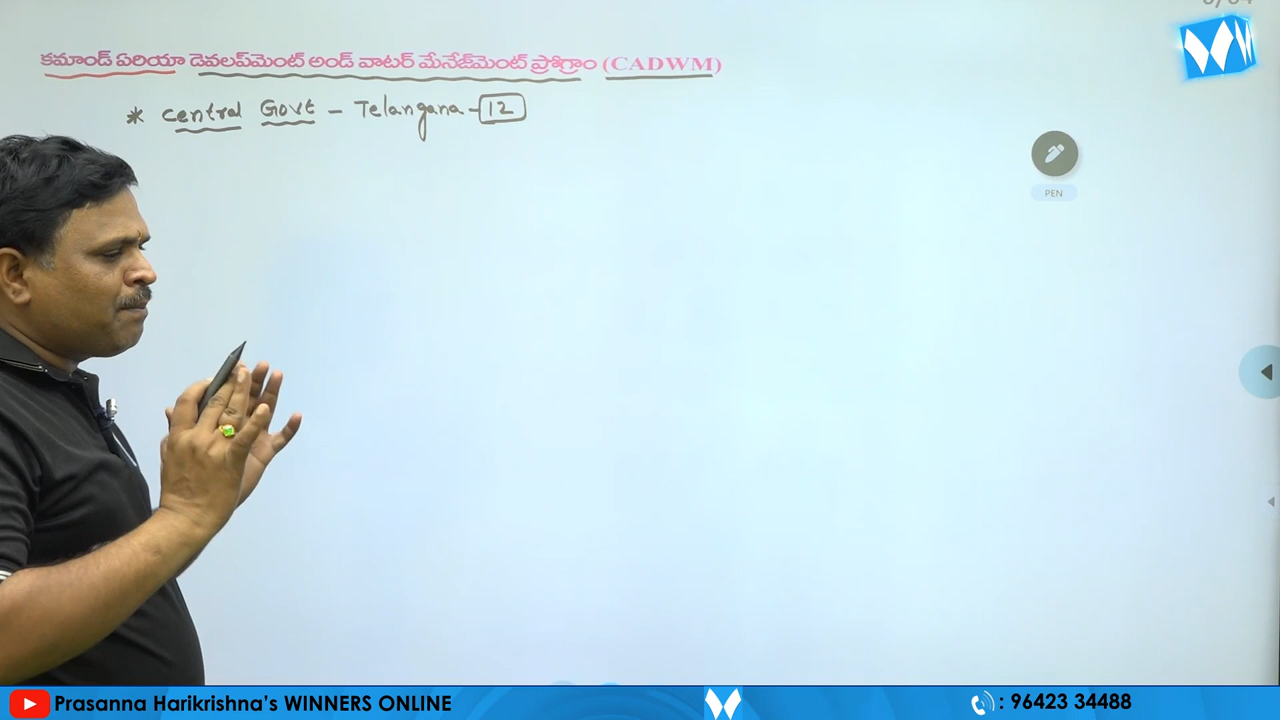 కమాండ్ ఏరియా డెవలప్‌మెంట్ అండ్ వాటర్ మేనేజ్‌మెంట్ ప్రోగ్రాం (CADWM)
* Central Govt - Telangana - 12
PEN
Prasanna Harikrishna's WINNERS ONLINE
: 96423 34488